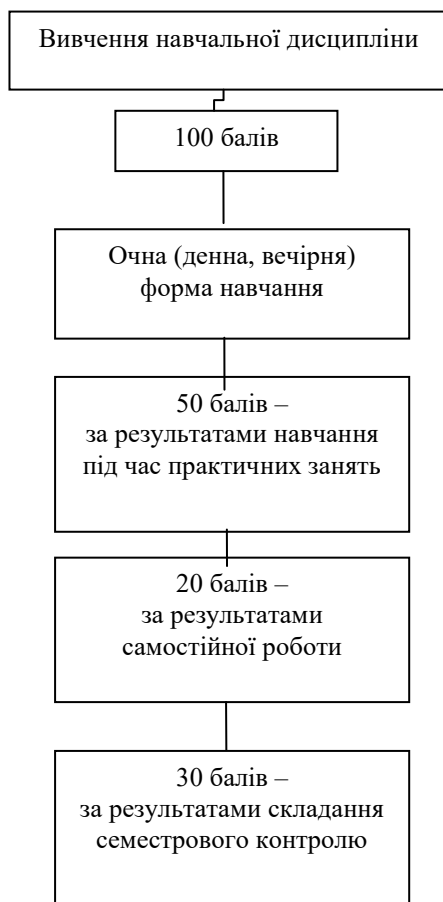 Вивчення навчальної дисципліни
100 балів
Очна (денна, вечірня)
форма навчання
50 балів –
за результатами навчання
під час практичних занять
20 балів –
за результатами
самостійної роботи
30 балів –
за результатами складання
семестрового контролю